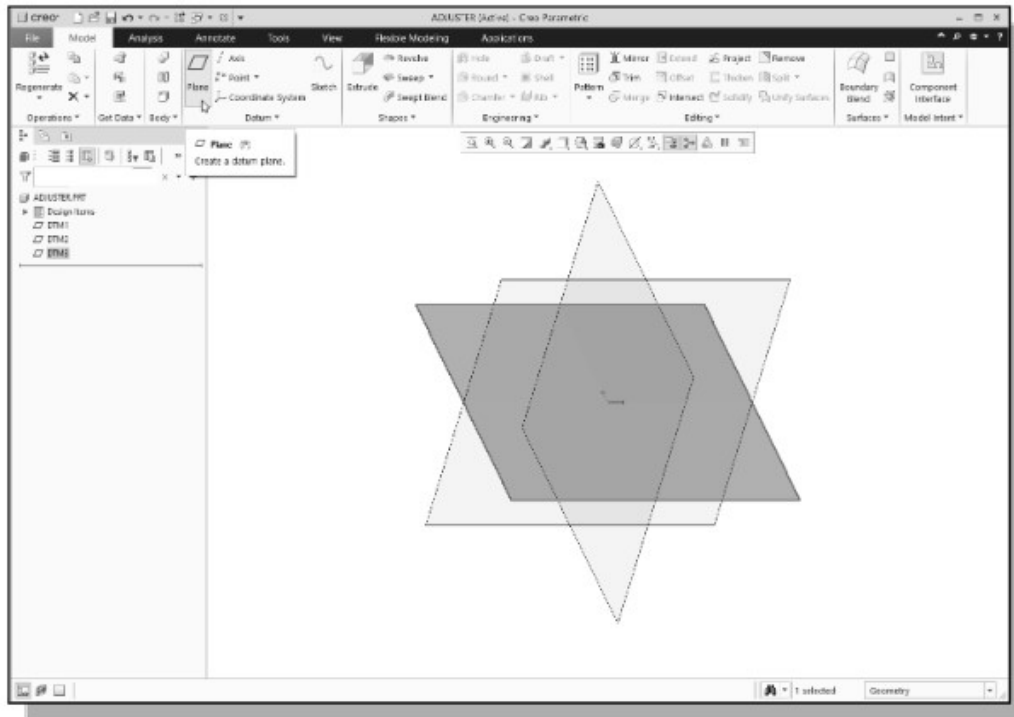 creo ADJUSTER (Active) - Creo Parametric
File Model Analysis Annotate Tools View Flexible Modeling Applications
Regenerate
Operations
Get Data
Body
Plane
Axis
Point
Coordinate System
Sketch
Datum
Extrude
Revolve
Sweep
Swept Blend
Shapes
Hole Draft
Round Shell
Chamfer Rib
Engineering
Pattern
Mirror Extend Project Remove
Trim Offset Thicken Split
Merge Intersect Solidify Unify Surfaces
Editing
Boundary Blend
Surfaces
Component Interface
Model Intent
Plane
Create a datum plane.
ADJUSTER.PRT
Design Items
DTM1
DTM2
DTM3
1 selected Geometry